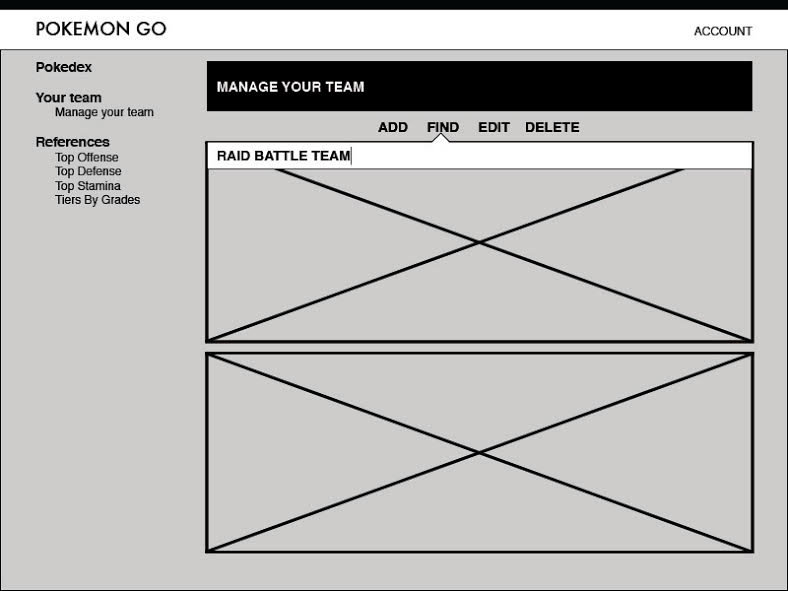 POKEMON GO
ACCOUNT
Pokedex
Your team
Manage your team
References
Top Offense
Top Defense
Top Stamina
Tiers By Grades
MANAGE YOUR TEAM
ADD FIND EDIT DELETE
RAID BATTLE TEAM